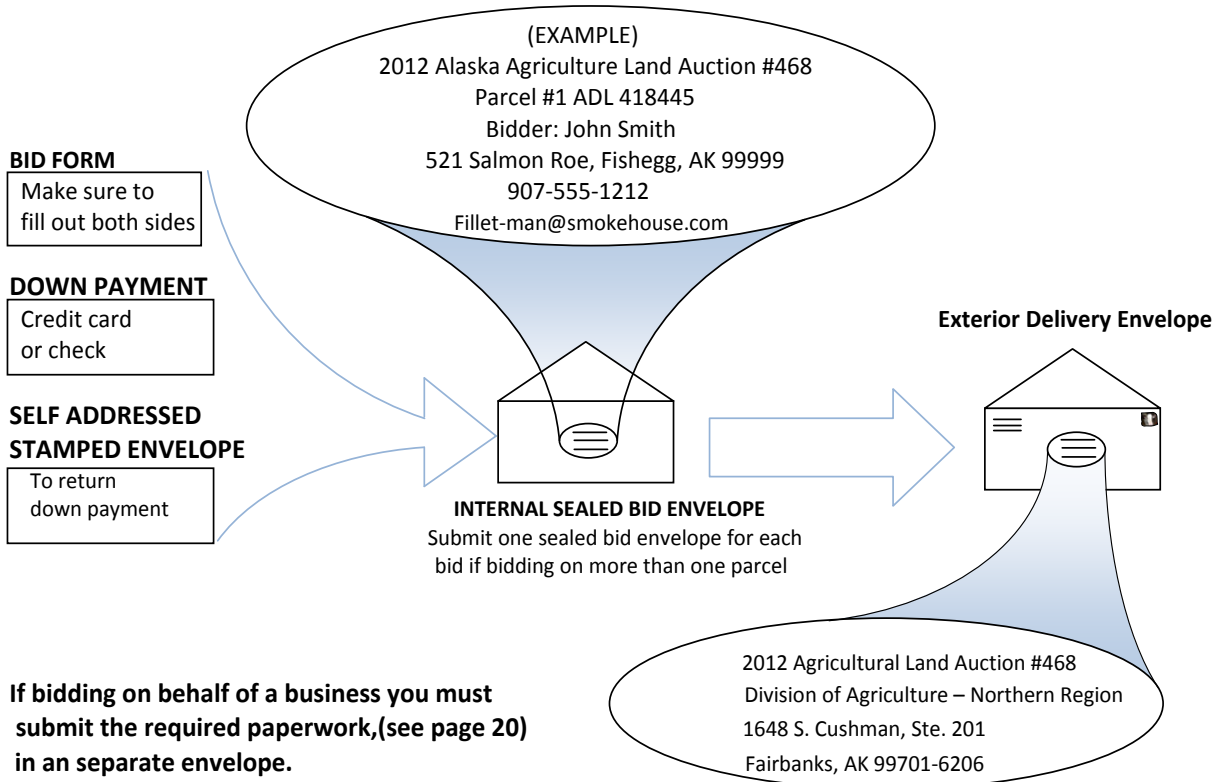 (EXAMPLE)
2012 Alaska Agriculture Land Auction #468
Parcel #1 ADL 418445
Bidder: John Smith
521 Salmon Roe, Fishegg, AK 99999
907-555-1212
Fillet-man@smokehouse.com
BID FORM
Make sure to
fill out both sides
DOWN PAYMENT
Credit card
or check
SELF ADDRESSED
STAMPED ENVELOPE
To return
down payment
INTERNAL SEALED BID ENVELOPE
Submit one sealed bid envelope for each
bid if bidding on more than one parcel
Exterior Delivery Envelope
2012 Agricultural Land Auction #468
Division of Agriculture – Northern Region
1648 S. Cushman, Ste. 201
Fairbanks, AK 99701-6206
If bidding on behalf of a business you must
submit the required paperwork,(see page 20)
in an separate envelope.